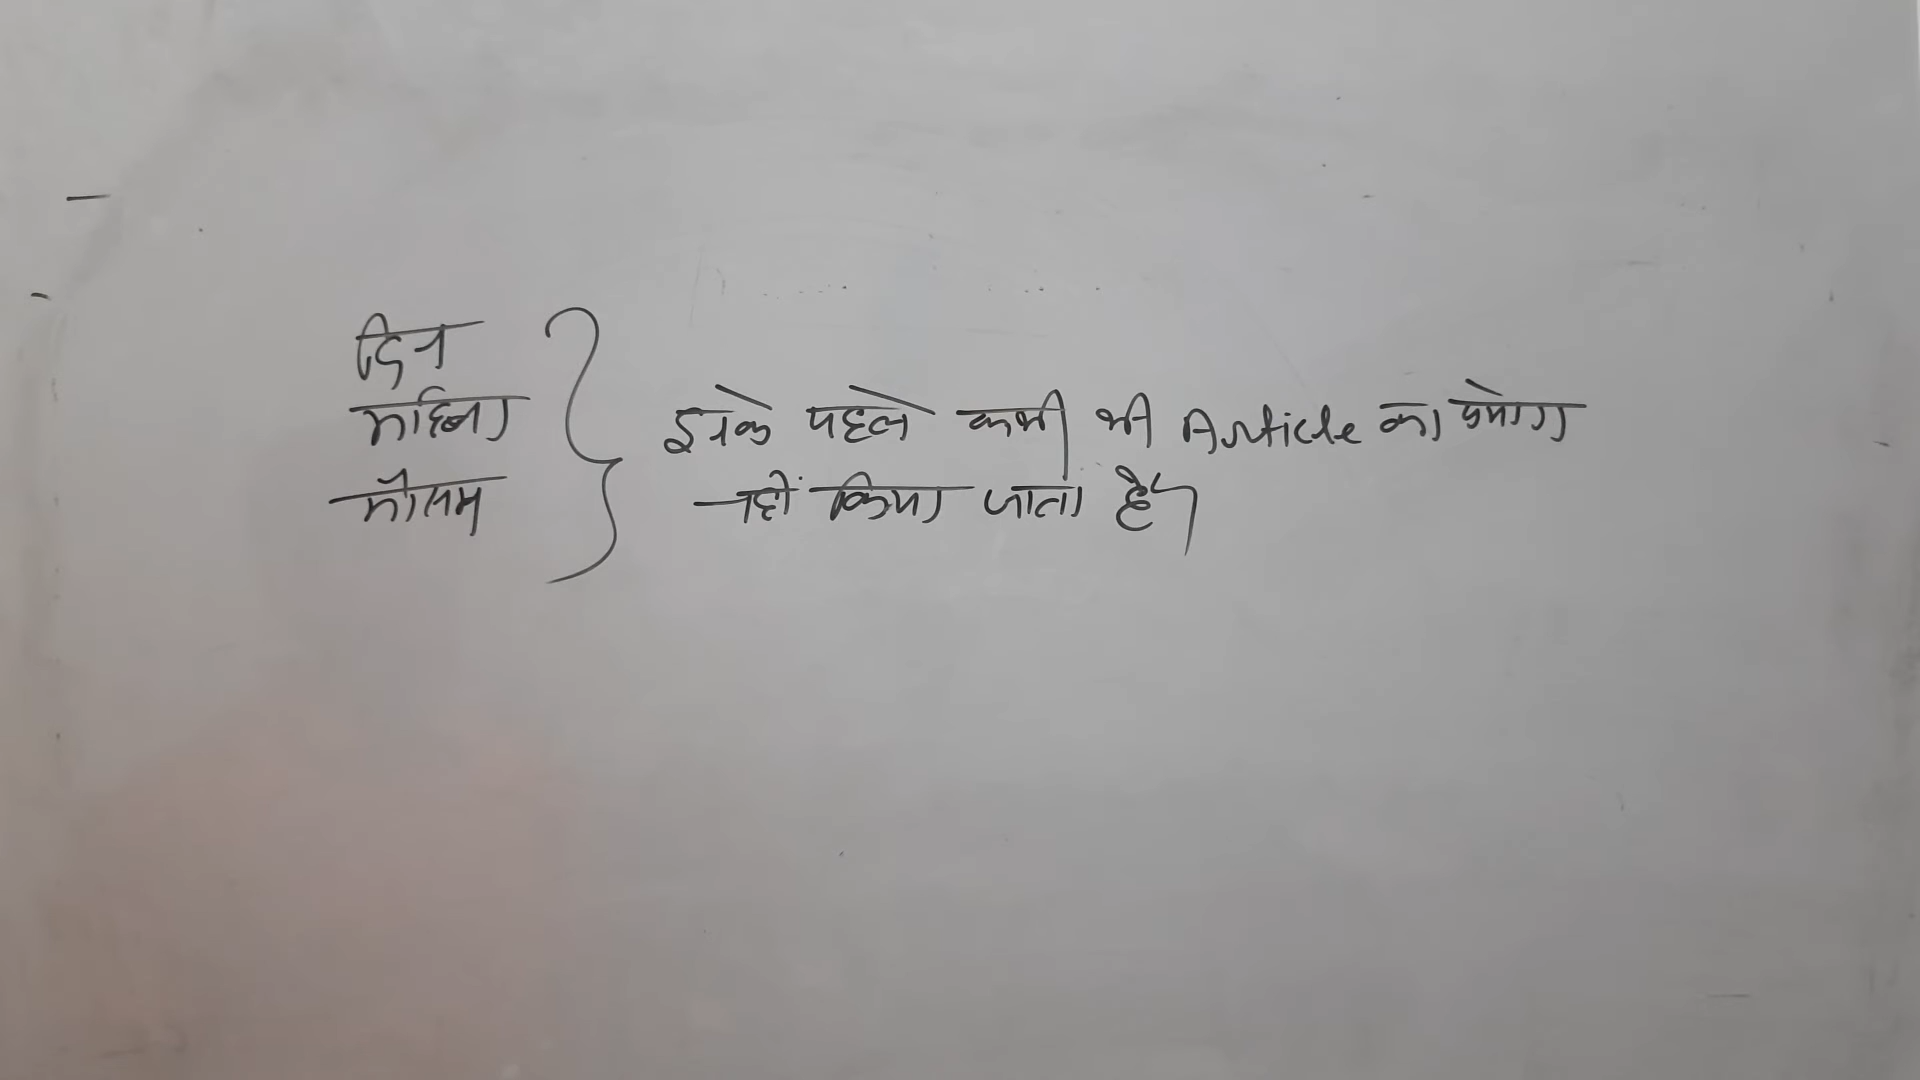 दिन
महिना
मौसम
इनके पहले कभी भी Article का प्रयोग
नहीं किया जाता है।